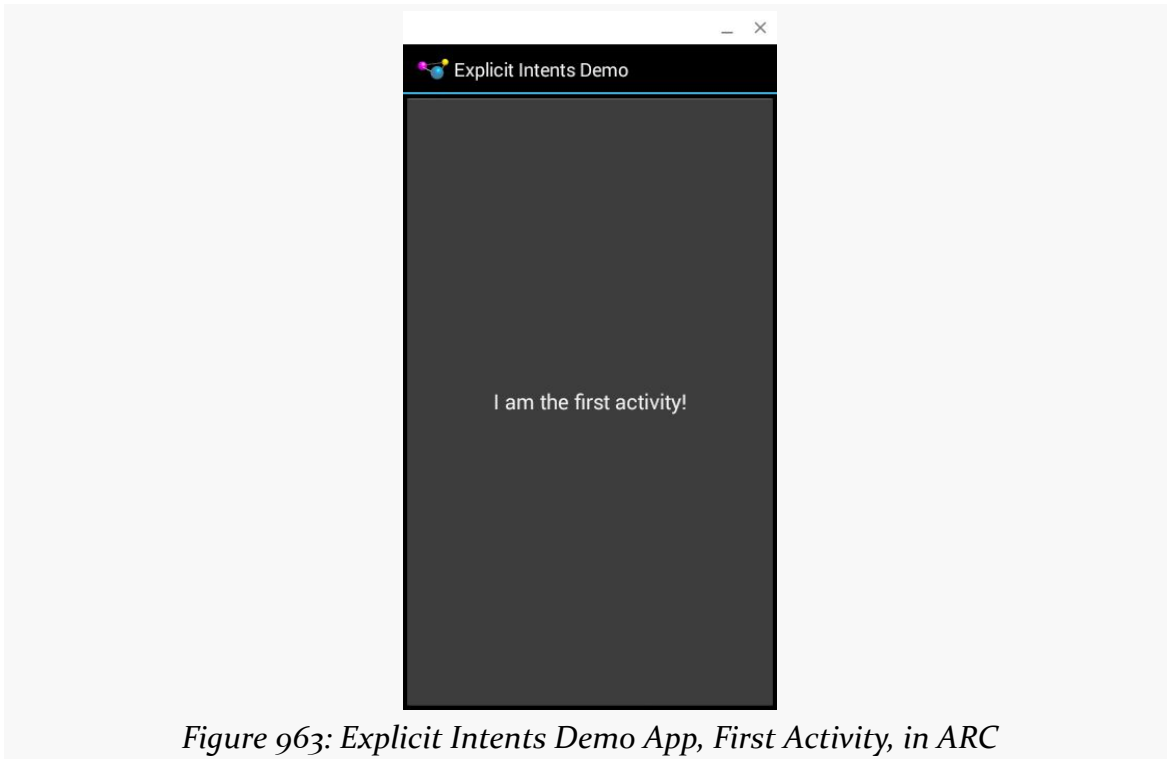 Explicit Intents Demo
I am the first activity!
Figure 963: Explicit Intents Demo App, First Activity, in ARC